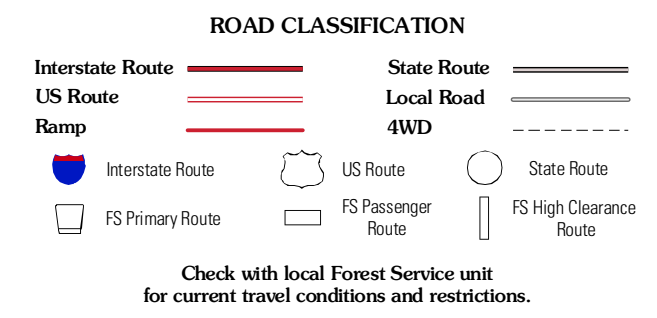 ROAD CLASSIFICATION
Interstate Route
State Route
US Route
Local Road
Ramp
4WD
Interstate Route
US Route
State Route
FS Primary Route
FS Passenger
Route
FS High Clearance
Route
Check with local Forest Service unit
for current travel conditions and restrictions.